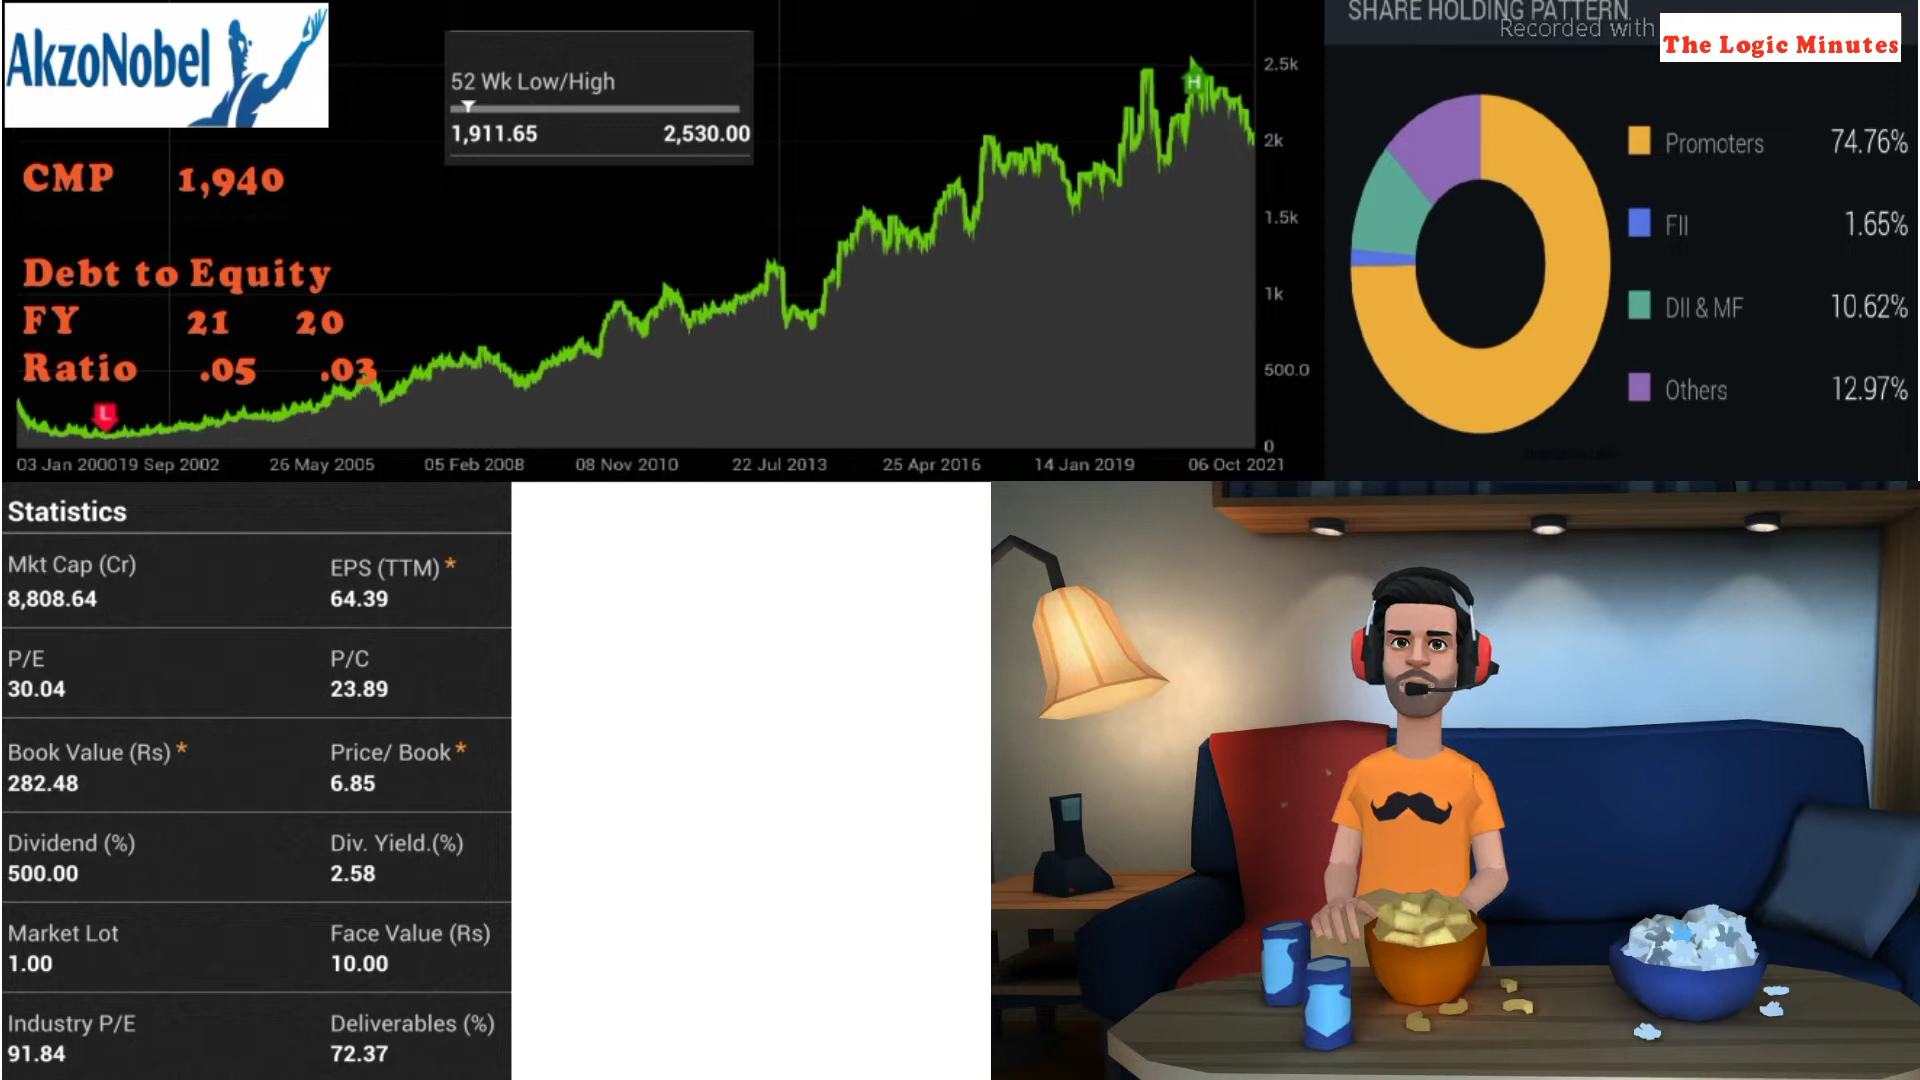 AkzoNobel
CMP 1,940
Debt to Equity
FY 21 20
Ratio .05 .03
52 Wk Low/High
1,911.65 2,530.00
L
H
2.5k
2k
1.5k
1k
500.0
0
03 Jan 2000 19 Sep 2002 26 May 2005 05 Feb 2008 08 Nov 2010 22 Jul 2013 25 Apr 2016 14 Jan 2019 06 Oct 2021
SHARE HOLDING PATTERN
Recorded with
The Logic Minutes
Promoters 74.76%
FII 1.65%
DII & MF 10.62%
Others 12.97%
Statistics
Mkt Cap (Cr) EPS (TTM) *
8,808.64 64.39
P/E P/C
30.04 23.89
Book Value (Rs) * Price/ Book *
282.48 6.85
Dividend (%) Div. Yield.(%)
500.00 2.58
Market Lot Face Value (Rs)
1.00 10.00
Industry P/E Deliverables (%)
91.84 72.37